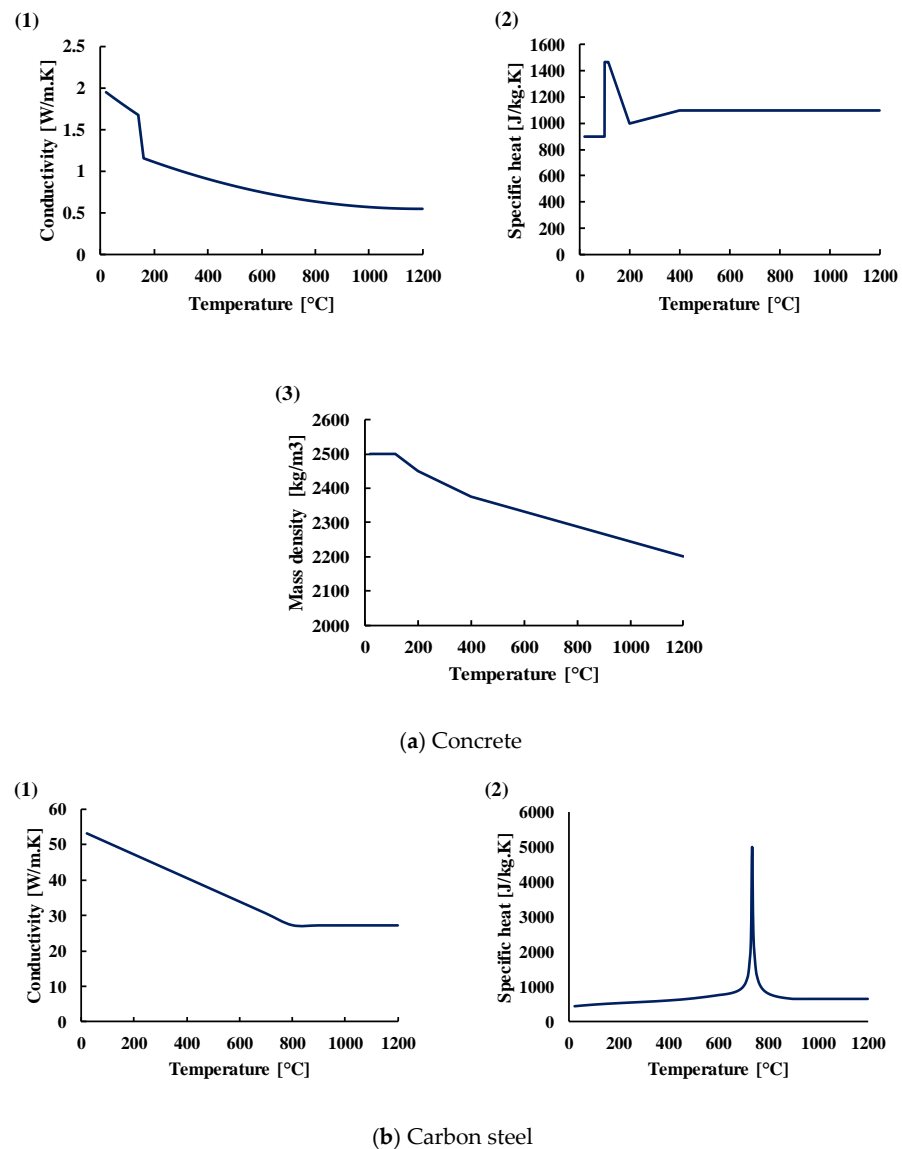 (1)
2.5
2
1.5
1
0.5
0
Conductivity [W/m.K]
0 200 400 600 800 1000 1200
Temperature [°C]
(2)
1600
1400
1200
1000
800
600
400
200
0
Specific heat [J/kg.K]
0 200 400 600 800 1000 1200
Temperature [°C]
(3)
2600
2500
2400
2300
2200
2100
2000
Mass density [kg/m3]
0 200 400 600 800 1000 1200
Temperature [°C]
(a) Concrete
(1)
60
50
40
30
20
10
0
Conductivity [W/m.K]
0 200 400 600 800 1000 1200
Temperature [°C]
(2)
6000
5000
4000
3000
2000
1000
0
Specific heat [J/kg.K]
0 200 400 600 800 1000 1200
Temperature [°C]
(b) Carbon steel